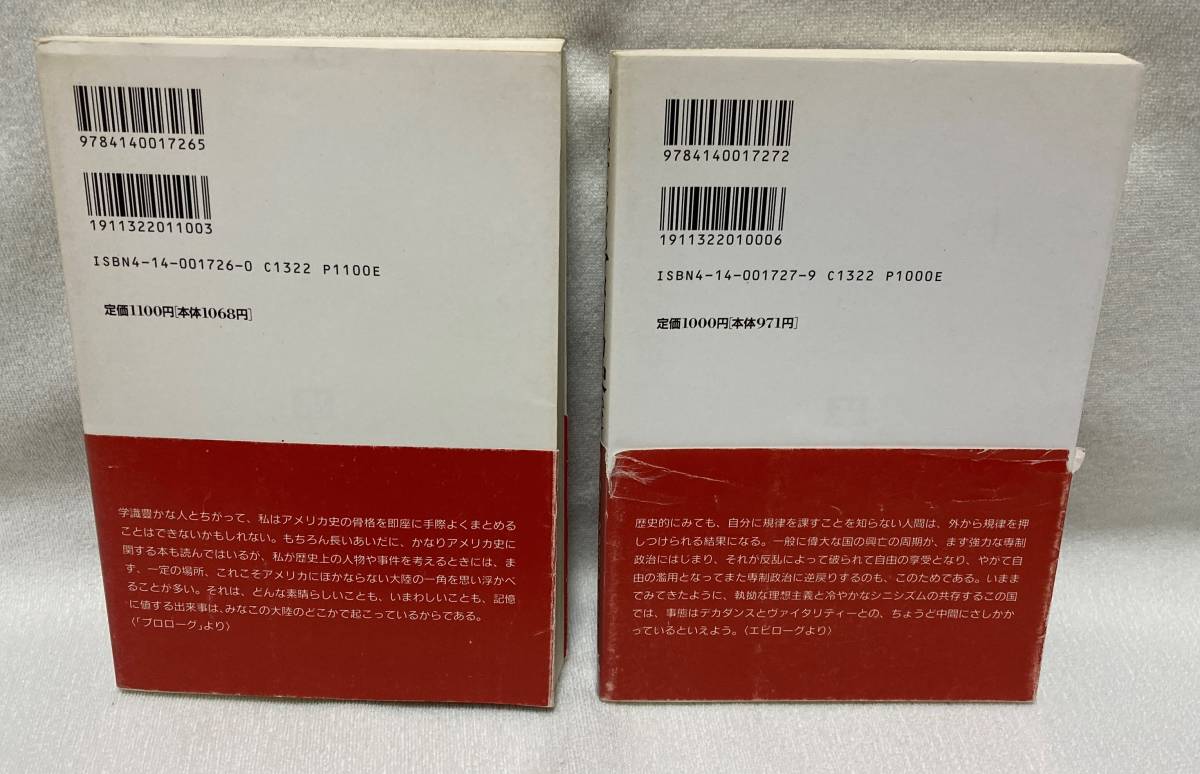 9784140017265
1911322011003
ISBN4-14-001726-0 C1322 P1100E
定価1100円[本体1068円]
学識豊かな人とちがって、私はアメリカ史の骨格を即座に手際よくまとめる
ことはできないかもしれない。もちろん長いあいだに、かなりアメリカ史に
関する本も読んではいるが、私が歴史上の人物や事件を考えるときには、ま
ず、一定の場所、これこそアメリカにほかならない大陸の一角を思い浮かべ
ることが多い。それは、どんな素晴らしいことも、いまわしいことも、記憶
に値する出来事は、みなこの大陸のどこかで起こっているからである。
〈「プロローグ」より〉
9784140017272
1911322010006
ISBN4-14-001727-9 C1322 P1000E
定価1000円[本体971円]
歴史的にみても、自分に規律を課すことを知らない人間は、外から規律を押
しつけられる結果になる。一般に偉大な国の興亡の周期が、まず強力な専制
政治にはじまり、それが反乱によって破られて自由の享受となり、やがて自
由の濫用となってまた専制政治に逆戻りするのも、このためである。いまま
でみてきたように、執拗な理想主義と冷ややかなシニシズムの共存するこの国
では、事態はデカダンスとヴァイタリティーとの、ちょうど中間にさしかか
っているといえよう。〈エピローグより〉